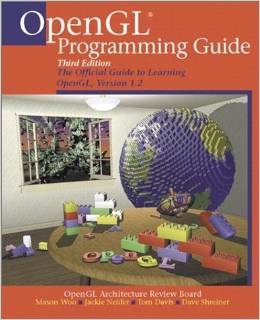 OpenGL®
Programming Guide
Third Edition
The Official Guide to Learning
OpenGL, Version 1.2
OpenGL Architecture Review Board
Mason Woo • Jackie Neider • Tom Davis • Dave Shreiner